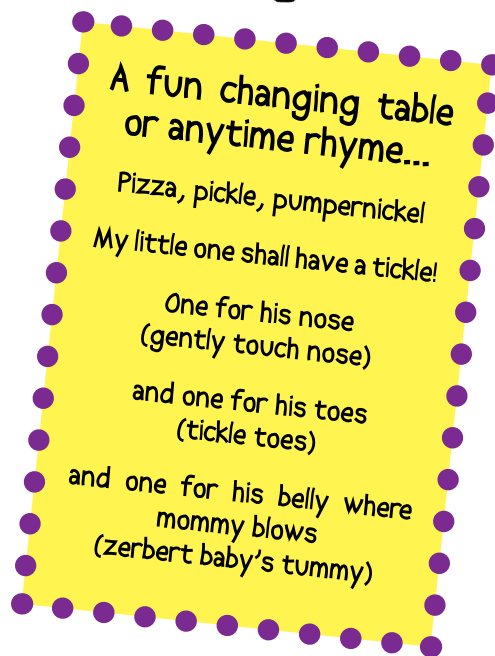 A fun changing table
or anytime rhyme...
Pizza, pickle, pumpernickel
My little one shall have a tickle!
One for his nose
(gently touch nose)
and one for his toes
(tickle toes)
and one for his belly where
mommy blows
(zerbert baby's tummy)